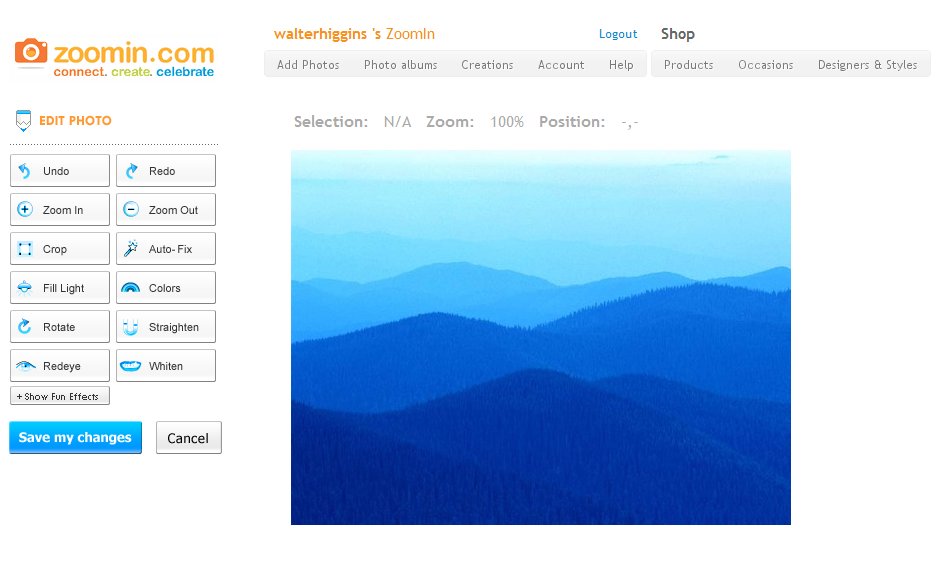 zoomin.com
connect. create. celebrate
walterhiggins 's ZoomIn
Logout
Shop
Add Photos
Photo albums
Creations
Account
Help
Products
Occasions
Designers & Styles
EDIT PHOTO
Selection: N/A Zoom: 100% Position: -,-
Undo
Redo
Zoom In
Zoom Out
Crop
Auto-Fix
Fill Light
Colors
Rotate
Straighten
Redeye
Whiten
+Show Fun Effects
Save my changes
Cancel